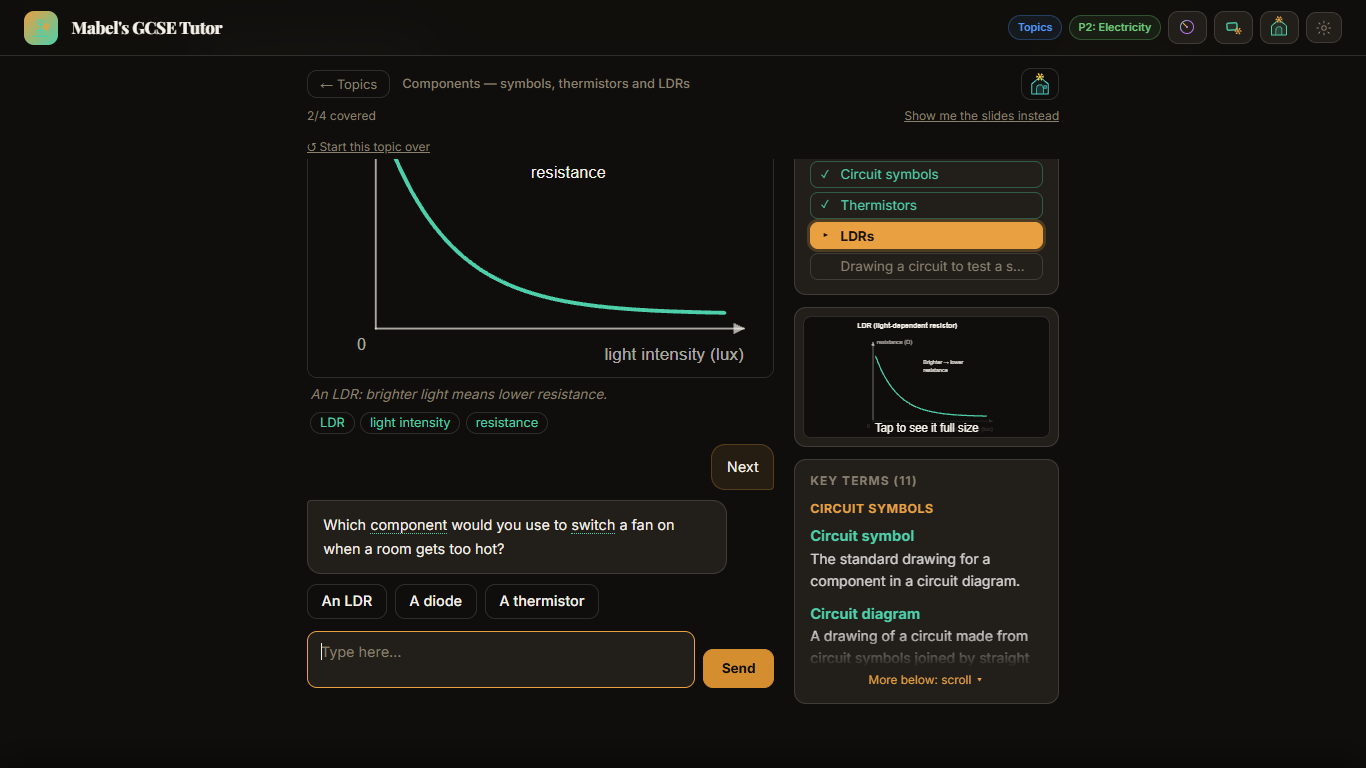 Mabel's GCSE Tutor
Topics
P2: Electricity
← Topics
Components — symbols, thermistors and LDRs
2/4 covered
Show me the slides instead
↺ Start this topic over
resistance
0
light intensity (lux)
An LDR: brighter light means lower resistance.
LDR
light intensity
resistance
Next
Which component would you use to switch a fan on
when a room gets too hot?
An LDR
A diode
A thermistor
Type here...
Send
✓ Circuit symbols
✓ Thermistors
▸ LDRs
Drawing a circuit to test a s...
LDR (light-dependent resistor)
resistance (Ω)
Brighter → lower
resistance
Tap to see it full size
KEY TERMS (11)
CIRCUIT SYMBOLS
Circuit symbol
The standard drawing for a
component in a circuit diagram.
Circuit diagram
A drawing of a circuit made from
circuit symbols joined by straight
More below: scroll ▾